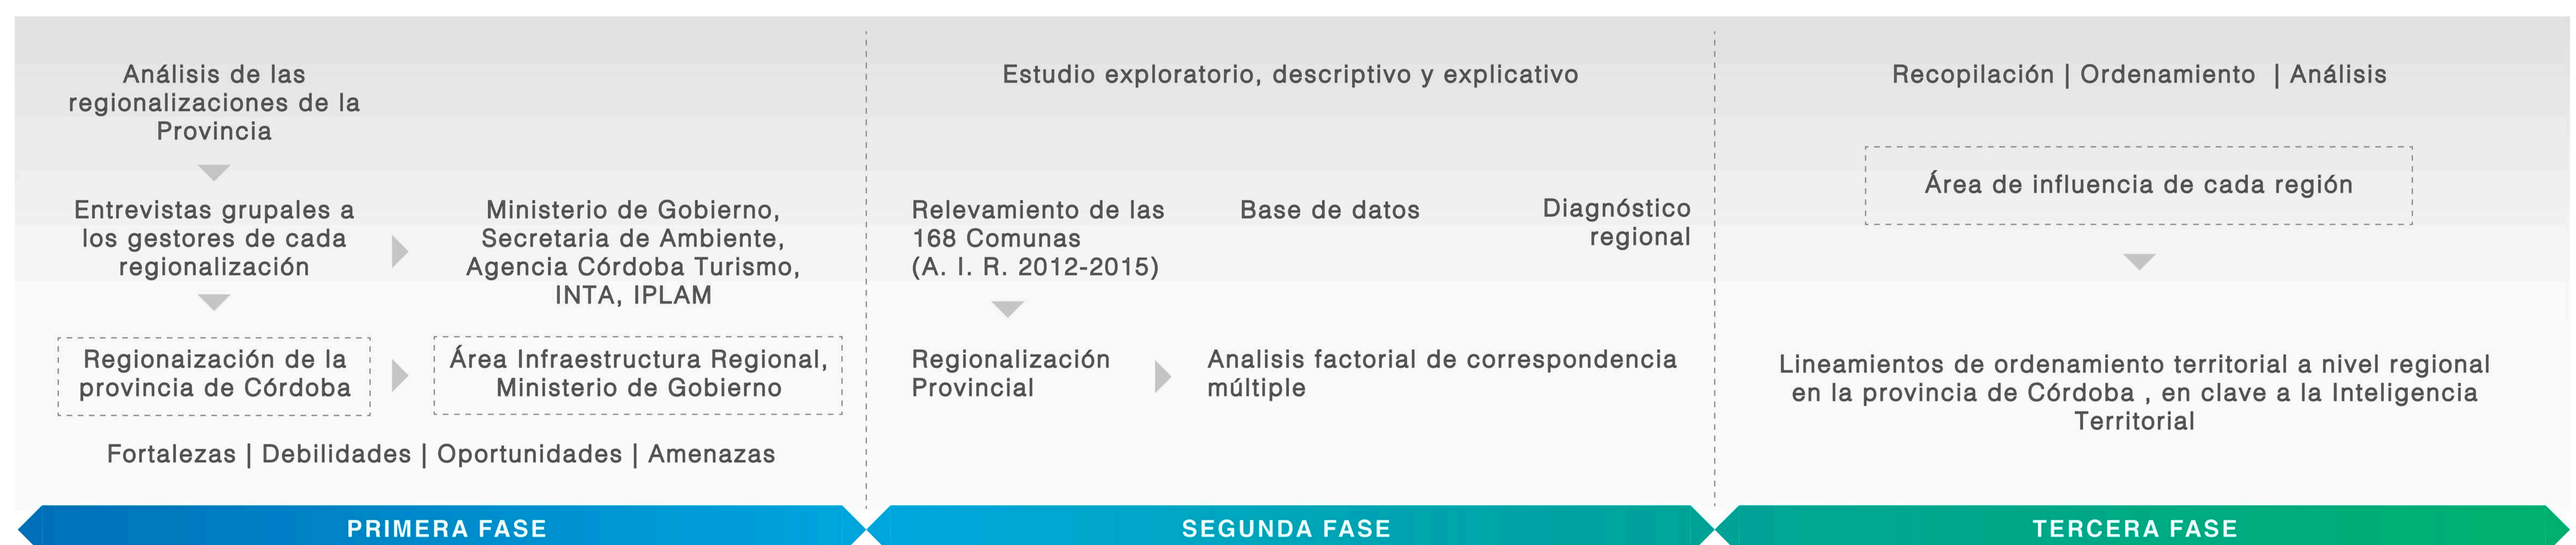 Análisis de las
regionalizaciones de la
Provincia
Entrevistas grupales a
los gestores de cada
regionalización
Ministerio de Gobierno,
Secretaria de Ambiente,
Agencia Córdoba Turismo,
INTA, IPLAM
Regionaización de la
provincia de Córdoba
Área Infraestructura Regional,
Ministerio de Gobierno
Fortalezas | Debilidades | Oportunidades | Amenazas
PRIMERA FASE
Estudio exploratorio, descriptivo y explicativo
Relevamiento de las
168 Comunas
(A. I. R. 2012-2015)
Base de datos
Diagnóstico
regional
Regionalización
Provincial
Analisis factorial de correspondencia
múltiple
SEGUNDA FASE
Recopilación | Ordenamiento | Análisis
Área de influencia de cada región
Lineamientos de ordenamiento territorial a nivel regional
en la provincia de Córdoba , en clave a la Inteligencia
Territorial
TERCERA FASE